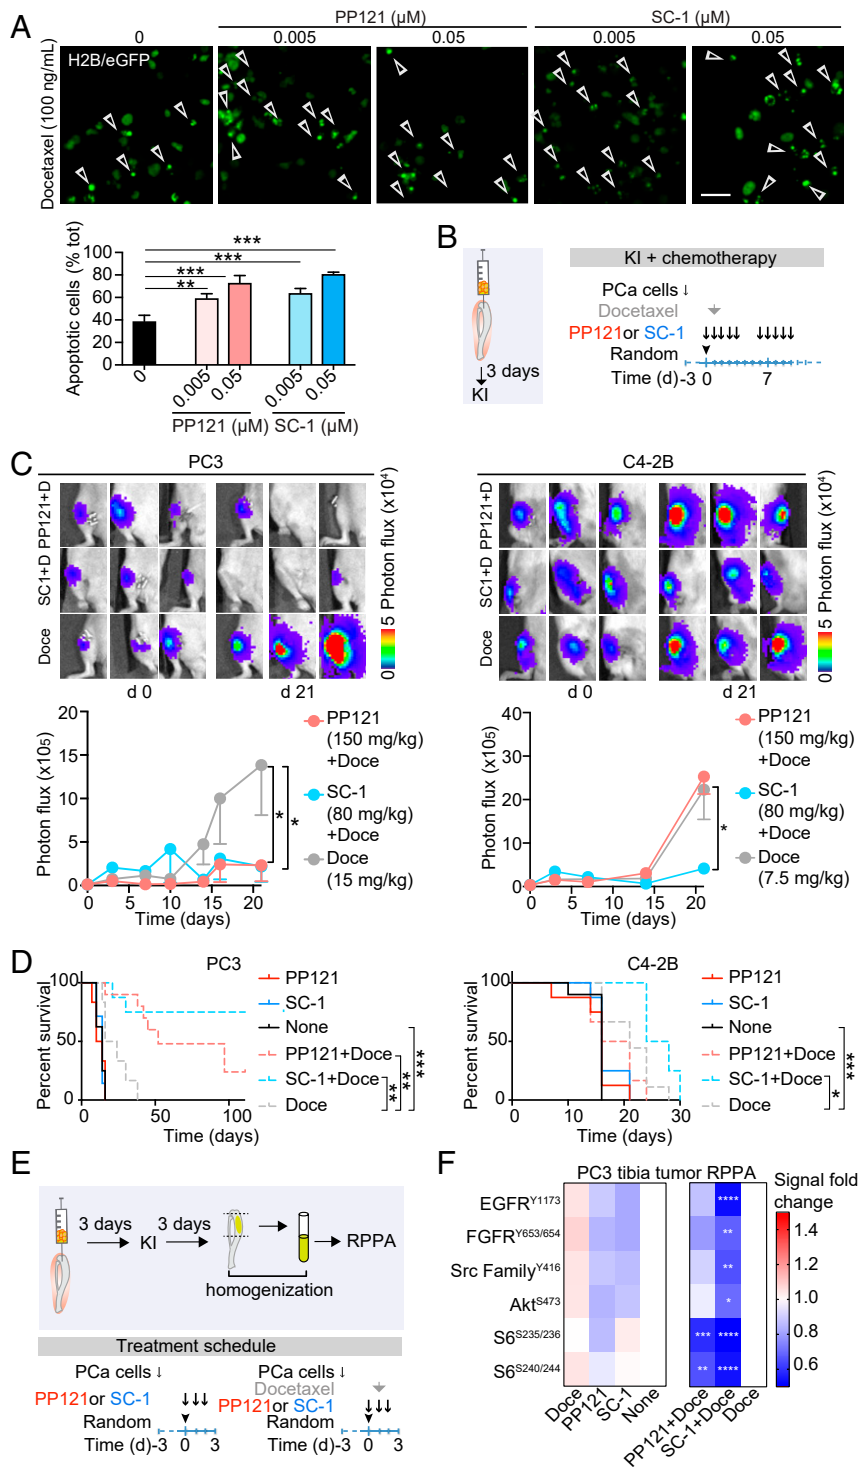 A
PP121 (μM)
SC-1 (μM)
0
0.005
0.05
0.005
0.05
H2B/eGFP
Docetaxel (100 ng/mL)
Apoptotic cells (% tot)
100
80
60
40
20
0
***
***
***
**
0
0.005
0.05
0.005
0.05
PP121 (μM)
SC-1 (μM)
B
KI + chemotherapy
PCa cells ↓
Docetaxel
PP121or SC-1
Random
Time (d)
-3 0 7
3 days
KI
C
PC3
PP121+D
SC1+D
Doce
d 0
d 21
0
5 Photon flux (x10⁴)
C4-2B
PP121+D
SC1+D
Doce
d 0
d 21
0
5 Photon flux (x10⁴)
Photon flux (x105)
20
15
10
5
0
0 5 10 15 20
Time (days)
*
*
PP121
(150 mg/kg)
+Doce
SC-1
(80 mg/kg)
+Doce
Doce
(15 mg/kg)
Photon flux (x105)
40
30
20
10
0
0 5 10 15 20
Time (days)
*
PP121
(150 mg/kg)
+Doce
SC-1
(80 mg/kg)
+Doce
Doce
(7.5 mg/kg)
D
PC3
Percent survival
100
50
0
0 50 100
Time (days)
PP121
SC-1
None
PP121+Doce
SC-1+Doce
Doce
**
**
***
C4-2B
Percent survival
100
50
0
0 10 20 30
Time (days)
PP121
SC-1
None
PP121+Doce
SC-1+Doce
Doce
*
***
E
3 days
KI
3 days
RPPA
homogenization
Treatment schedule
PCa cells ↓
PP121or SC-1
Random
Time (d)
-3 0 3
PCa cells ↓
Docetaxel
PP121or SC-1
Random
Time (d)
-3 0 3
F
PC3 tibia tumor RPPA
Signal fold
change
EGFR^Y1173
FGFR^Y653/654
Src Family^Y416
Akt^S473
S6^S235/236
S6^S240/244
****
**
**
*
*** ****
** ****
Doce
PP121
SC-1
None
PP121+Doce
SC-1+Doce
Doce
1.4
1.2
1.0
0.8
0.6